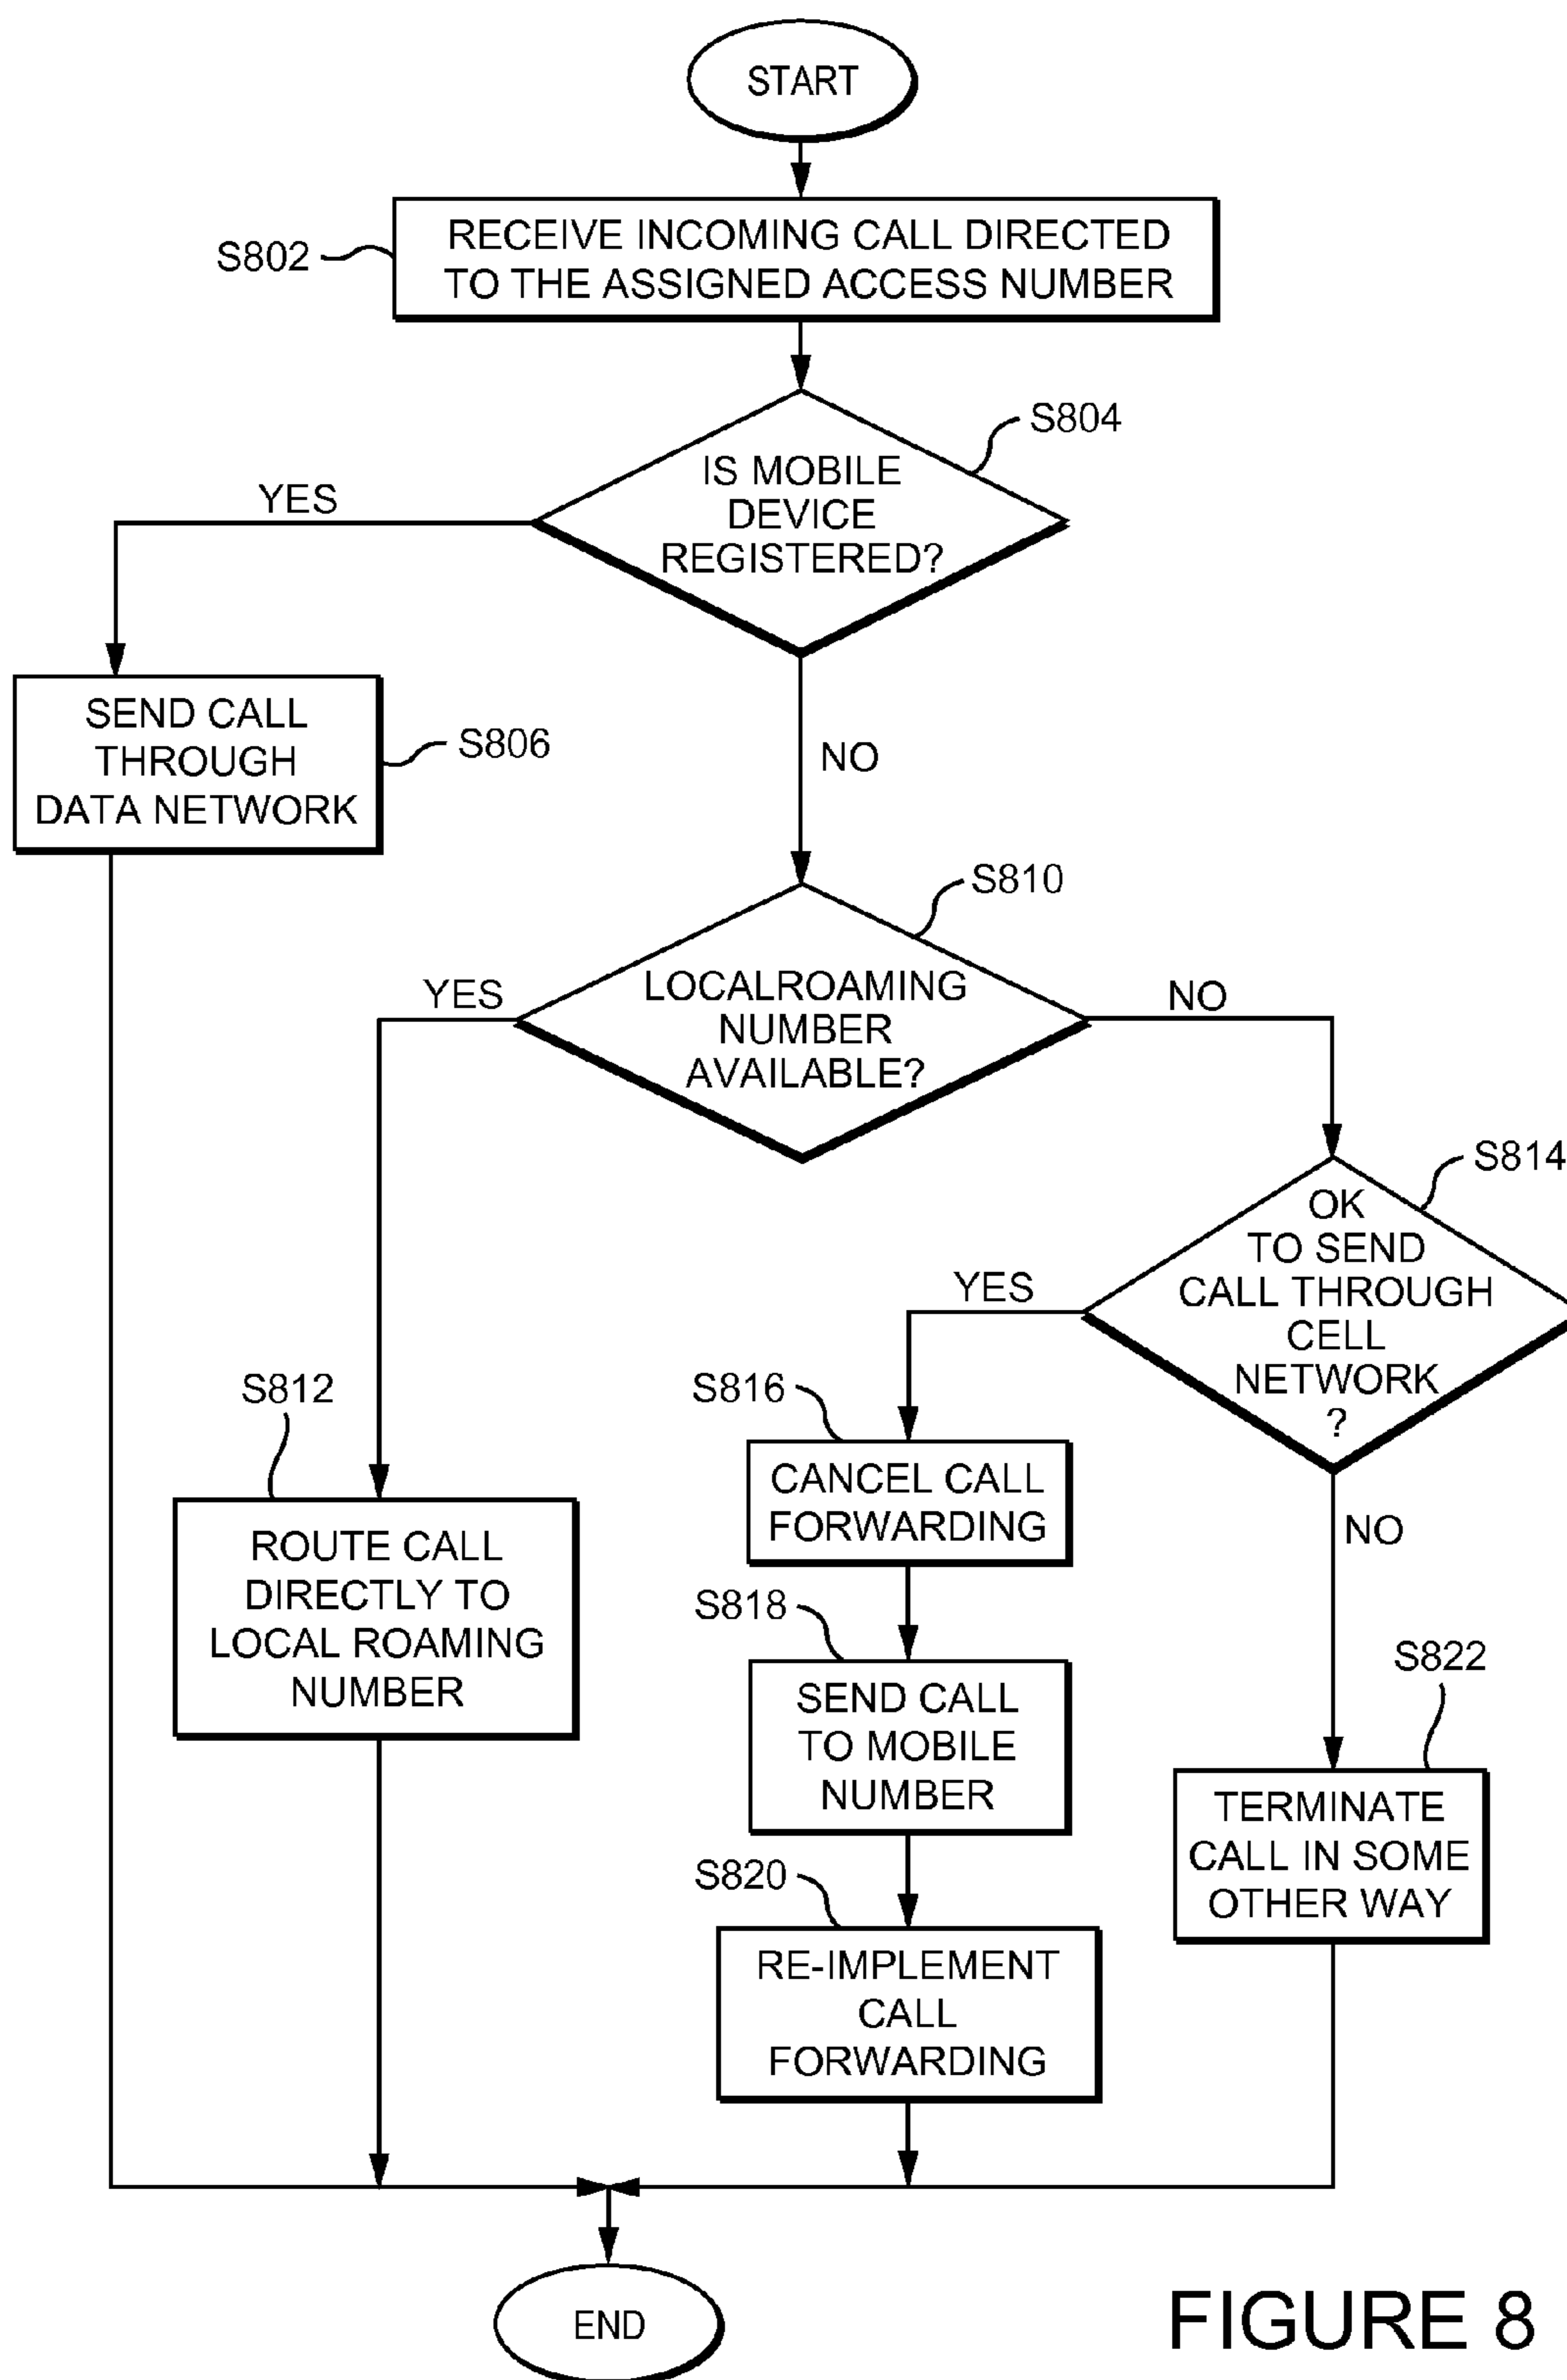 START
S802
RECEIVE INCOMING CALL DIRECTED
TO THE ASSIGNED ACCESS NUMBER
S804
IS MOBILE
DEVICE
REGISTERED?
YES
SEND CALL
THROUGH
DATA NETWORK
S806
NO
S810
LOCALROAMING
NUMBER
AVAILABLE?
YES
NO
S814
OK
TO SEND
CALL THROUGH
CELL
NETWORK
?
YES
NO
S812
ROUTE CALL
DIRECTLY TO
LOCAL ROAMING
NUMBER
S816
CANCEL CALL
FORWARDING
S818
SEND CALL
TO MOBILE
NUMBER
S820
RE-IMPLEMENT
CALL
FORWARDING
S822
TERMINATE
CALL IN SOME
OTHER WAY
END
FIGURE 8